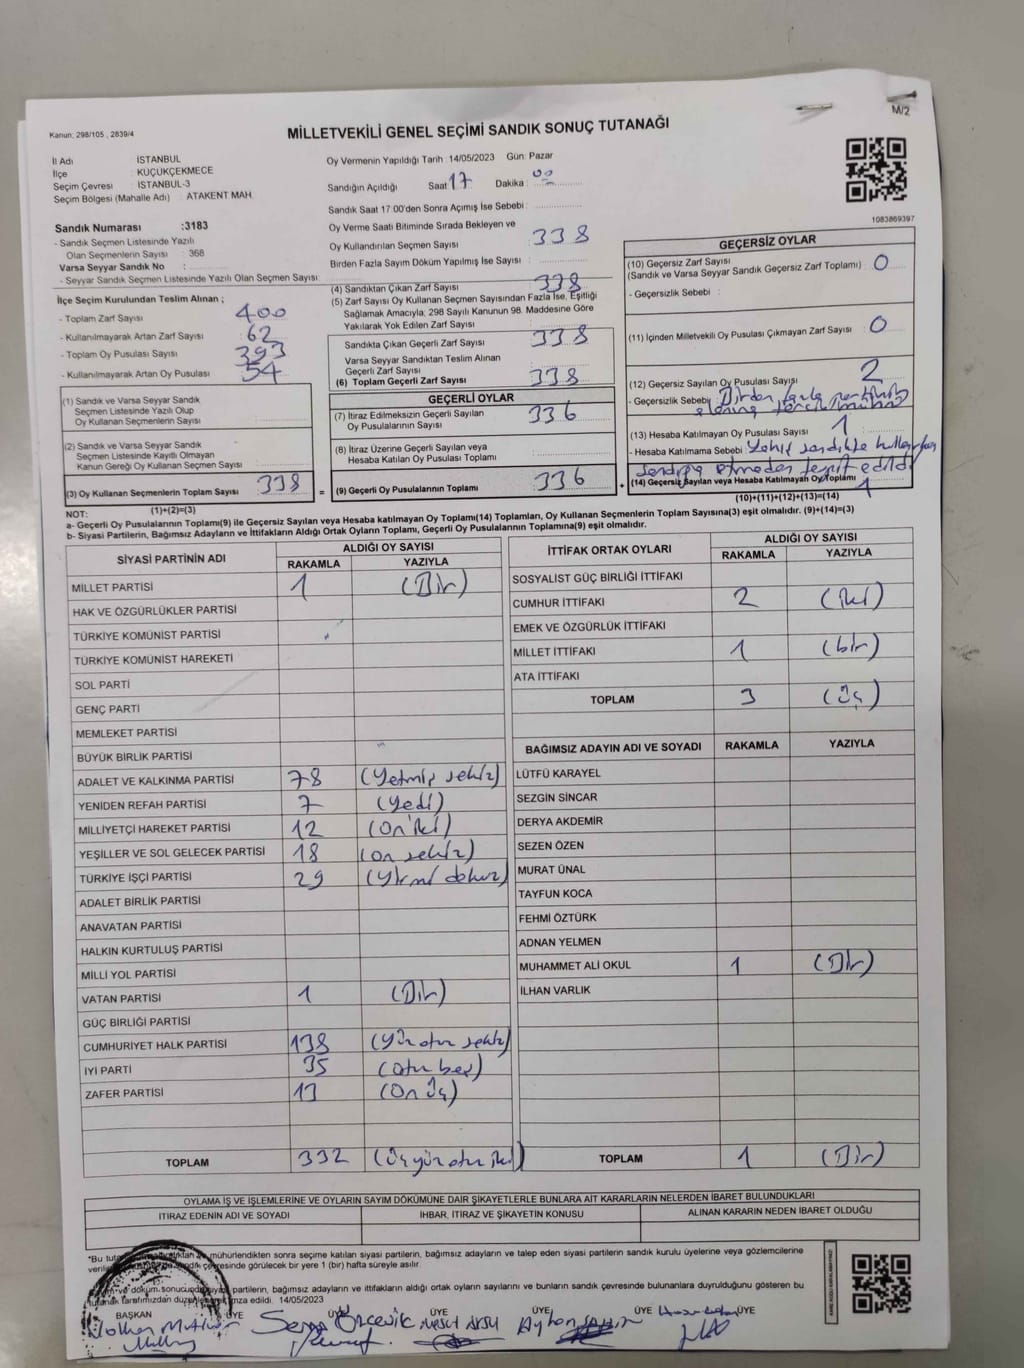 M/2
Kanun: 298/105 , 2839/4
MİLLETVEKİLİ GENEL SEÇİMİ SANDIK SONUÇ TUTANAĞI
İl Adı : İSTANBUL
İlçe : KÜÇÜKÇEKMECE
Seçim Çevresi : İSTANBUL-3
Seçim Bölgesi (Mahalle Adı) : ATAKENT MAH.
Oy Vermenin Yapıldığı Tarih : 14/05/2023 Gün: Pazar
Sandığın Açıldığı Saat : 17 Dakika : 00
Sandık Saat 17.00'den Sonra Açılmış İse Sebebi :
1083869397
Sandık Numarası :3183
- Sandık Seçmen Listesinde Yazılı
Olan Seçmenlerin Sayısı : 368
Varsa Seyyar Sandık No :
- Seyyar Sandık Seçmen Listesinde Yazılı Olan Seçmen Sayısı:
Oy Verme Saati Bitiminde Sırada Bekleyen ve
Oy Kullandırılan Seçmen Sayısı : 338
Birden Fazla Sayım Döküm Yapılmış İse Sayısı :
İlçe Seçim Kurulundan Teslim Alınan ;
- Toplam Zarf Sayısı : 400
- Kullanılmayarak Artan Zarf Sayısı : 62
- Toplam Oy Pusulası Sayısı : 393
- Kullanılmayarak Artan Oy Pusulası : 54
(4) Sandıktan Çıkan Zarf Sayısı : 338
(5) Zarf Sayısı Oy Kullanan Seçmen Sayısından Fazla İse, Eşitliği
Sağlamak Amacıyla; 298 Sayılı Kanunun 98. Maddesine Göre
Yakılarak Yok Edilen Zarf Sayısı :
Sandıkta Çıkan Geçerli Zarf Sayısı : 338
Varsa Seyyar Sandıktan Teslim Alınan
Geçerli Zarf Sayısı :
(6) Toplam Geçerli Zarf Sayısı : 338
GEÇERSİZ OYLAR
(10) Geçersiz Zarf Sayısı
(Sandık ve Varsa Seyyar Sandık Geçersiz Zarf Toplamı) : 0
- Geçersizlik Sebebi :
(11) İçinden Milletvekili Oy Pusulası Çıkmayan Zarf Sayısı : 0
(12) Geçersiz Sayılan Oy Pusulası Sayısı : 2
- Geçersizlik Sebebi : Birden fazla partinin
(13) Hesaba Katılmayan Oy Pusulası Sayısı : 1
- Hesaba Katılmama Sebebi : sandıkta
etmeden tespit edildi
(14) Geçersiz Sayılan veya Hesaba Katılmayan Oy Toplamı :
(10)+(11)+(12)+(13)=(14)
(1) Sandık ve Varsa Seyyar Sandık
Seçmen Listesinde Yazılı Olup
Oy Kullanan Seçmenlerin Sayısı :
(2) Sandık ve Varsa Seyyar Sandık
Seçmen Listesinde Kayıtlı Olmayan
Kanun Gereği Oy Kullanan Seçmen Sayısı :
(3) Oy Kullanan Seçmenlerin Toplam Sayısı : 338
(1)+(2)=(3)
GEÇERLİ OYLAR
(7) İtiraz Edilmeksizin Geçerli Sayılan
Oy Pusulalarının Sayısı : 336
(8) İtiraz Üzerine Geçerli Sayılan veya
Hesaba Katılan Oy Pusulası Toplamı :
= (9) Geçerli Oy Pusulalarının Toplamı : 336 +
NOT:
a- Geçerli Oy Pusulalarının Toplamı(9) ile Geçersiz Sayılan veya Hesaba katılmayan Oy Toplamı(14) Toplamları, Oy Kullanan Seçmenlerin Toplam Sayısına(3) eşit olmalıdır. (9)+(14)=(3)
b- Siyasi Partilerin, Bağımsız Adayların ve İttifakların Aldığı Ortak Oyların Toplamı, Geçerli Oy Pusulalarının Toplamına(9) eşit olmalıdır.
SİYASİ PARTİNİN ADI
ALDIĞI OY SAYISI
RAKAMLA YAZIYLA
MİLLET PARTİSİ 1 (Bir)
HAK VE ÖZGÜRLÜKLER PARTİSİ
TÜRKİYE KOMÜNİST PARTİSİ
TÜRKİYE KOMÜNİST HAREKETİ
SOL PARTİ
GENÇ PARTİ
MEMLEKET PARTİSİ
BÜYÜK BİRLİK PARTİSİ
ADALET VE KALKINMA PARTİSİ 78 (Yetmiş sekiz)
YENİDEN REFAH PARTİSİ 7 (Yedi)
MİLLİYETÇİ HAREKET PARTİSİ 12 (On iki)
YEŞİLLER VE SOL GELECEK PARTİSİ 18 (on sekiz)
TÜRKİYE İŞÇİ PARTİSİ 29 (Yirmi dokuz)
ADALET BİRLİK PARTİSİ
ANAVATAN PARTİSİ
HALKIN KURTULUŞ PARTİSİ
MİLLİ YOL PARTİSİ
VATAN PARTİSİ 1 (Bir)
GÜÇ BİRLİĞİ PARTİSİ
CUMHURİYET HALK PARTİSİ 138 (Yüz otuz sekiz)
İYİ PARTİ 35 (Otuz beş)
ZAFER PARTİSİ 13 (On üç)
TOPLAM 332 (Üçyüz otuz iki)
İTTİFAK ORTAK OYLARI
ALDIĞI OY SAYISI
RAKAMLA YAZIYLA
SOSYALİST GÜÇ BİRLİĞİ İTTİFAKI
CUMHUR İTTİFAKI 2 (iki)
EMEK VE ÖZGÜRLÜK İTTİFAKI
MİLLET İTTİFAKI 1 (bir)
ATA İTTİFAKI
TOPLAM 3 (Üç)
BAĞIMSIZ ADAYIN ADI VE SOYADI RAKAMLA YAZIYLA
LÜTFÜ KARAYEL
SEZGİN SİNCAR
DERYA AKDEMİR
SEZEN ÖZEN
MURAT ÜNAL
TAYFUN KOCA
FEHMİ ÖZTÜRK
ADNAN YELMEN
MUHAMMET ALİ OKUL 1 (Bir)
İLHAN VARLIK
TOPLAM 1 (Bir)
OYLAMA İŞ VE İŞLEMLERİNE VE OYLARIN SAYIM DÖKÜMÜNE DAİR ŞİKAYETLERLE BUNLARA AİT KARARLARIN NELERDEN İBARET BULUNDUKLARI
İTİRAZ EDENİN ADI VE SOYADI
İHBAR, İTİRAZ VE ŞİKAYETİN KONUSU
ALINAN KARARIN NEDEN İBARET OLDUĞU
*Bu mühürlendikten sonra seçime katılan siyasi partilerin, bağımsız adayların ve talep eden siyasi partilerin sandık kurulu üyelerine veya gözlemcilerine
çevresinde görülecek bir yere 1 (bir) hafta süreyle asılır.
ve döküm sonucunda partilerin, bağımsız adayların ve ittifakların aldığı ortak oyların sayılarını ve bunların sandık çevresinde bulunanlara duyrulduğunu gösteren bu
tutanak tarafımızdan imza edildi. 14/05/2023
BAŞKAN ÜYE ÜYE ÜYE ÜYE ÜYE ÜYE
MESUT AKSU Ayhan